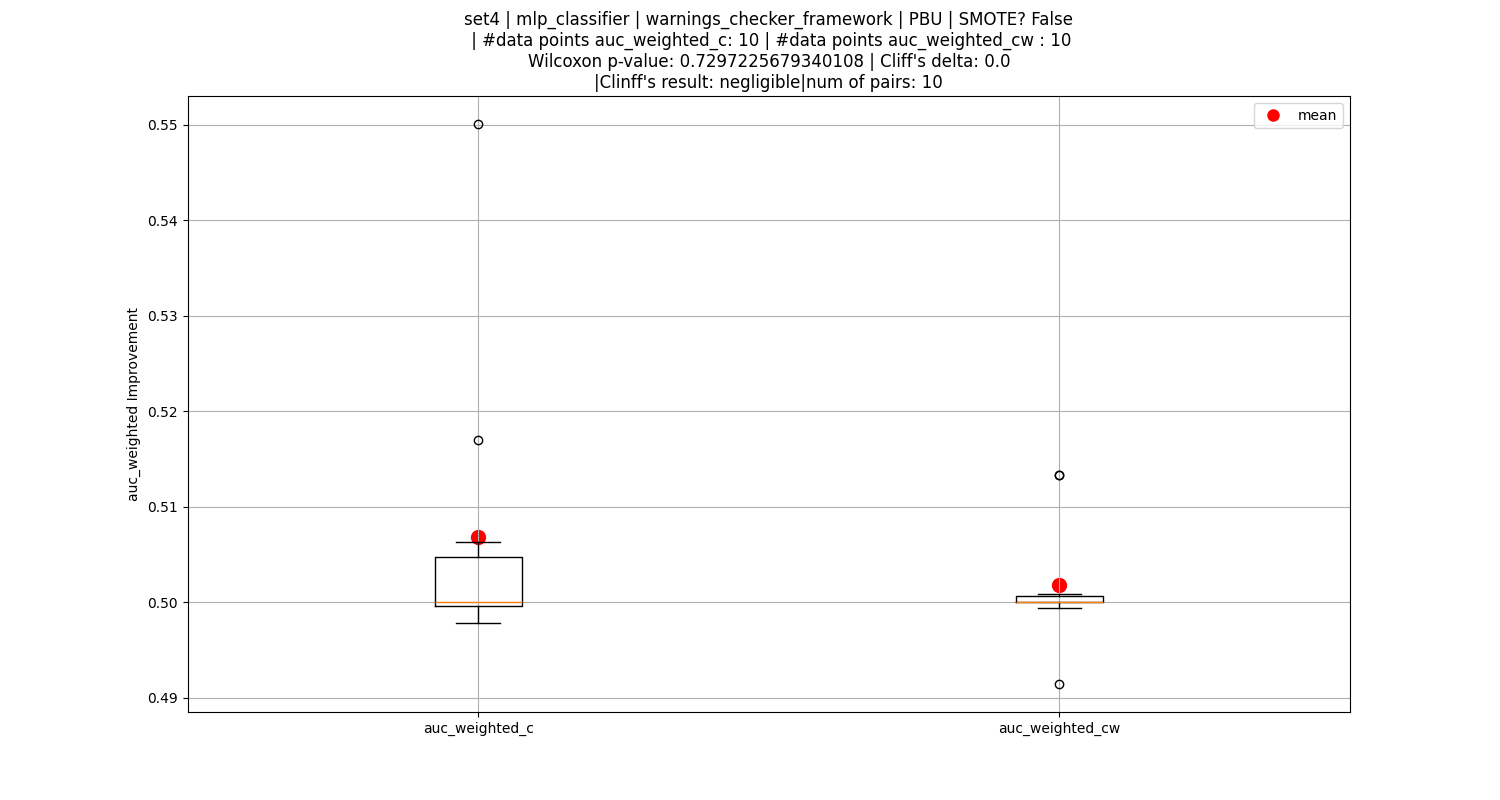 set4 | mlp_classifier | warnings_checker_framework | PBU | SMOTE? False
| #data points auc_weighted_c: 10 | #data points auc_weighted_cw : 10
Wilcoxon p-value: 0.7297225679340108 | Cliff's delta: 0.0
|Clinff's result: negligible|num of pairs: 10
mean
0.55
0.54
0.53
0.52
0.51
0.50
0.49
auc_weighted Improvement
auc_weighted_c
auc_weighted_cw